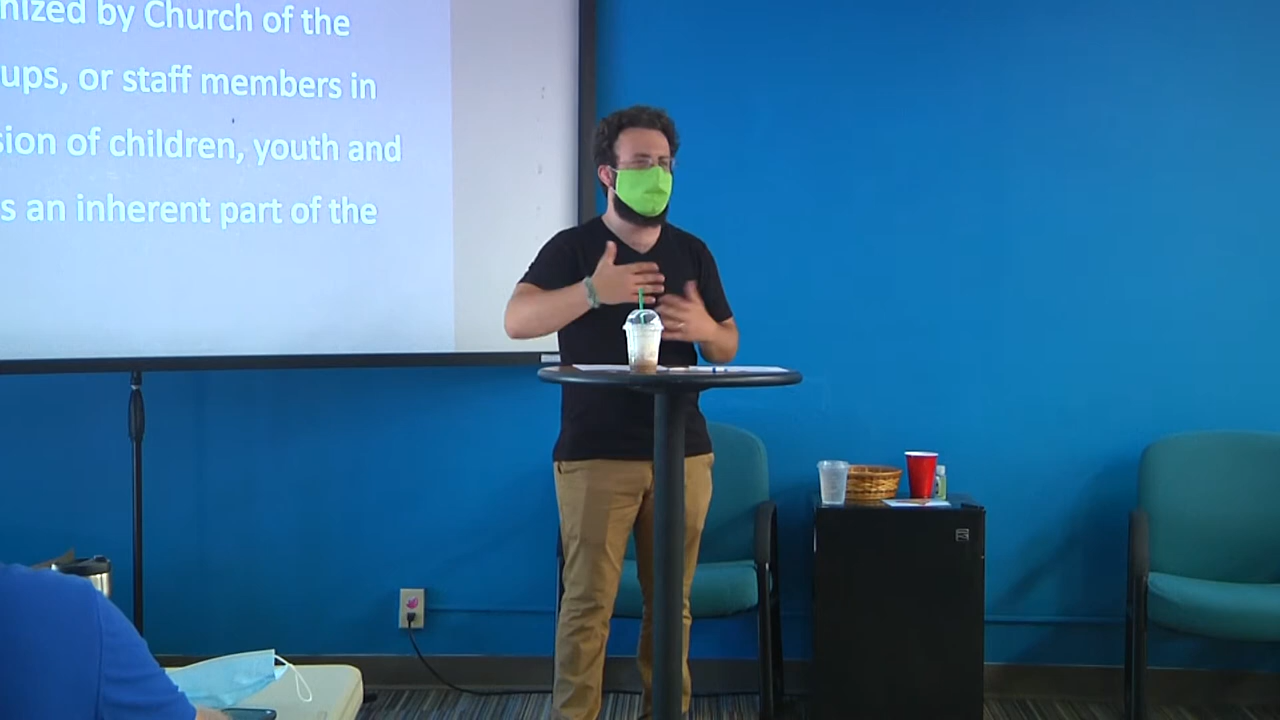 nized by Church of the
ups, or staff members in
sion of children, youth and
s an inherent part of the